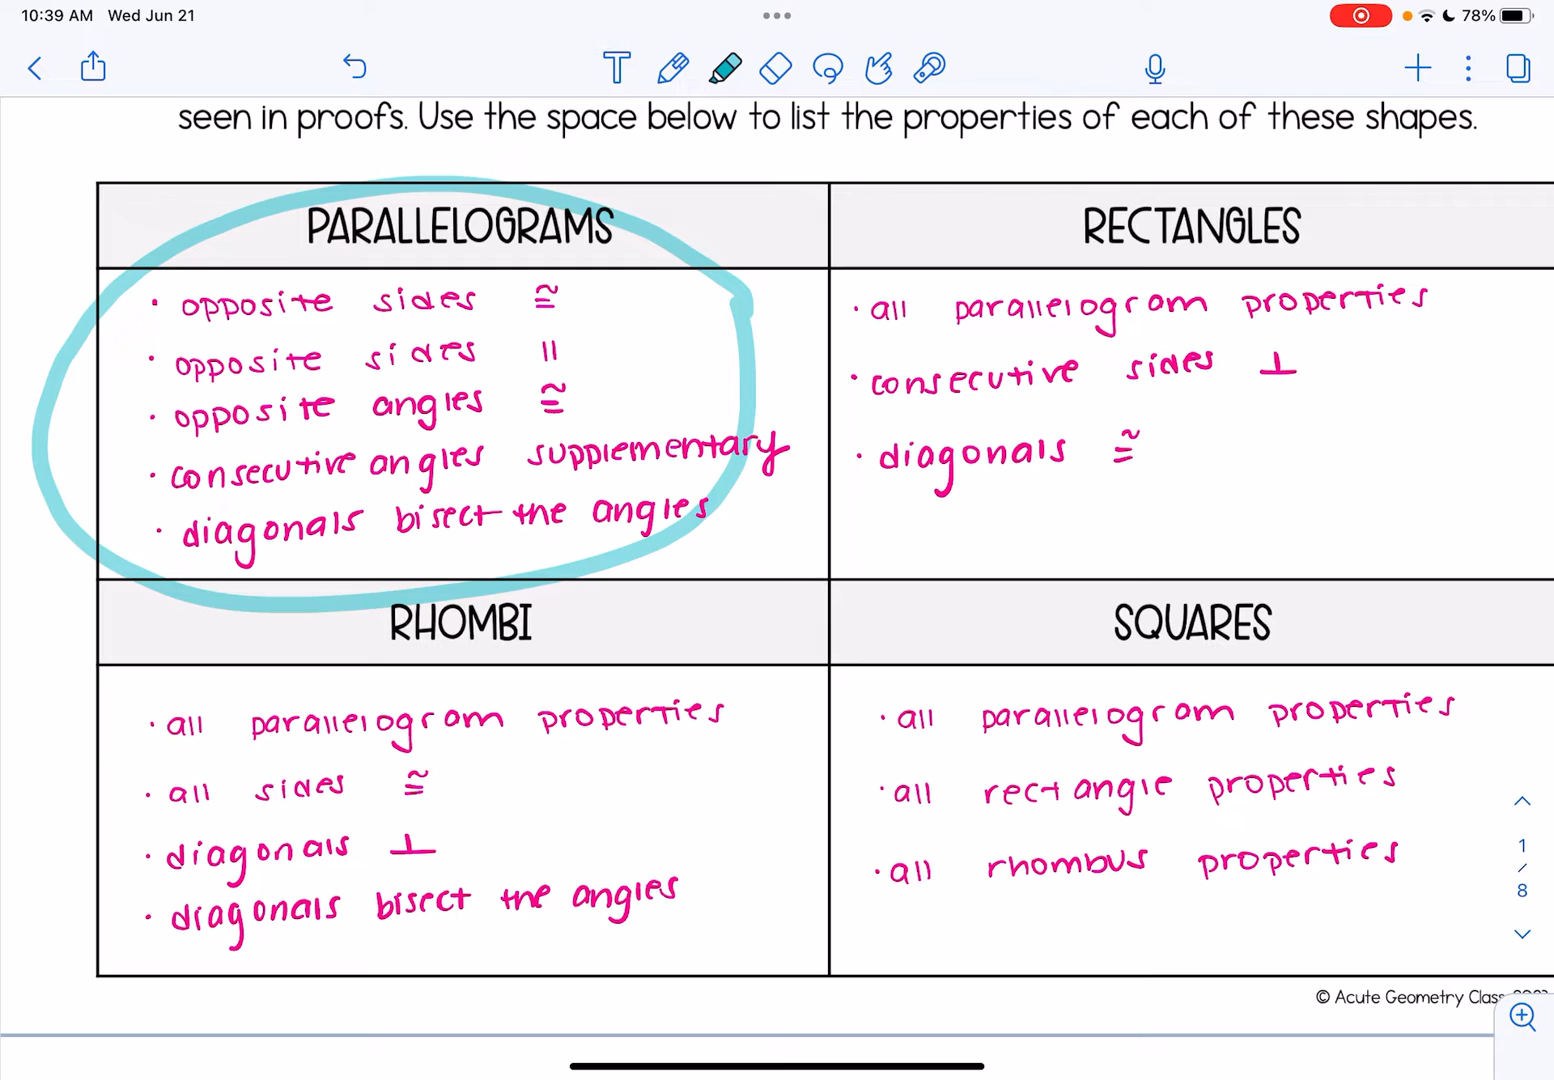 10:39 AM Wed Jun 21
78%
seen in proofs. Use the space below to list the properties of each of these shapes.
PARALLELOGRAMS
• opposite sides ≅
• opposite sides ||
• opposite angles ≅
• consecutive angles supplementary
• diagonals bisect the angles
RECTANGLES
• all parallelogram properties
• consecutive sides ⊥
• diagonals ≅
RHOMBI
• all parallelogram properties
• all sides ≅
• diagonals ⊥
• diagonals bisect the angles
SQUARES
• all parallelogram properties
• all rectangle properties
• all rhombus properties
1
/
8
© Acute Geometry Class